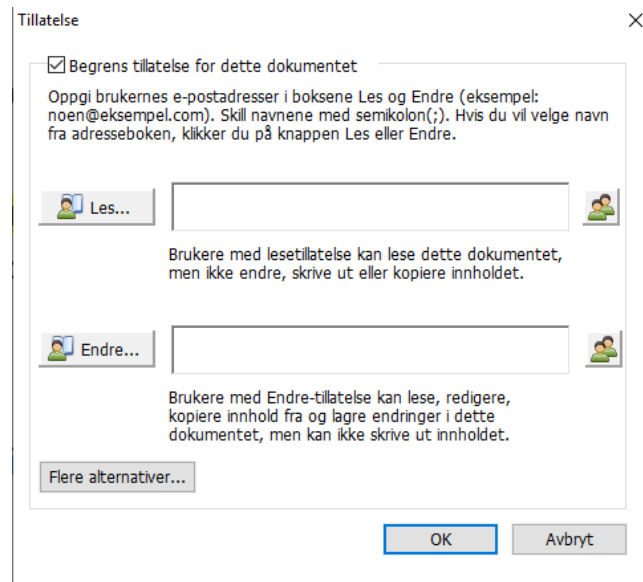 Tillatelse
Begrens tillatelse for dette dokumentet
Oppgi brukernes e-postadresser i boksene Les og Endre (eksempel:
noen@eksempel.com). Skill navnene med semikolon(;). Hvis du vil velge navn
fra adresseboken, klikker du på knappen Les eller Endre.
Les...
Brukere med lesetillatelse kan lese dette dokumentet,
men ikke endre, skrive ut eller kopiere innholdet.
Endre...
Brukere med Endre-tillatelse kan lese, redigere,
kopiere innhold fra og lagre endringer i dette
dokumentet, men kan ikke skrive ut innholdet.
Flere alternativer...
OK Avbryt